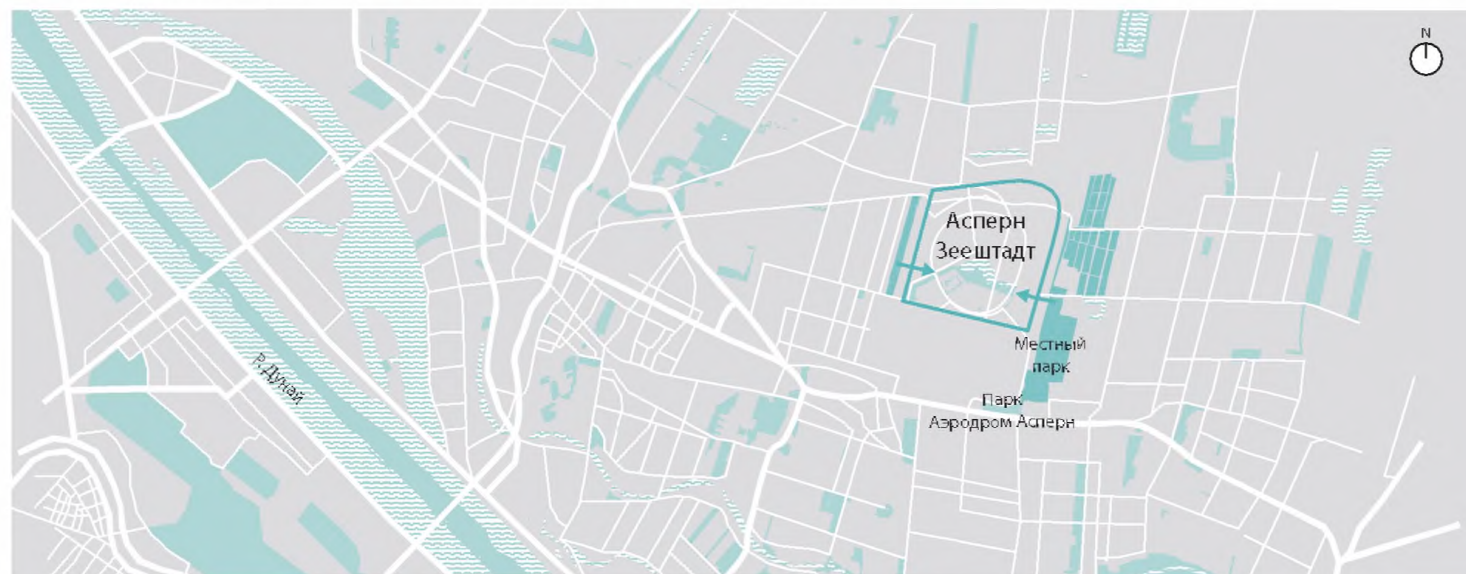 N
Асперн
Зеештадт
Местный
парк
Парк
Аэродром Асперн
Р. Дунай